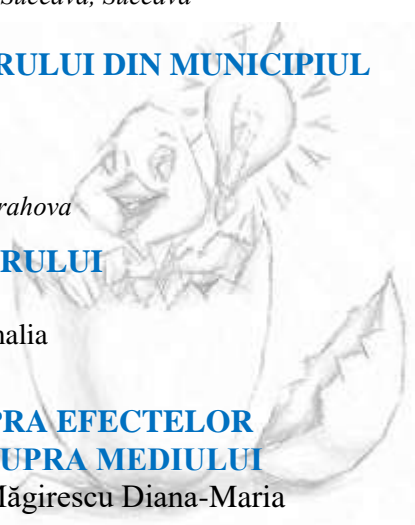 Suceava, Suceava
RULUI DIN MUNICIPIUL
rahova
RULUI
nalia
PRA EFECTELOR
UPRA MEDIULUI
Măgirescu Diana-Maria